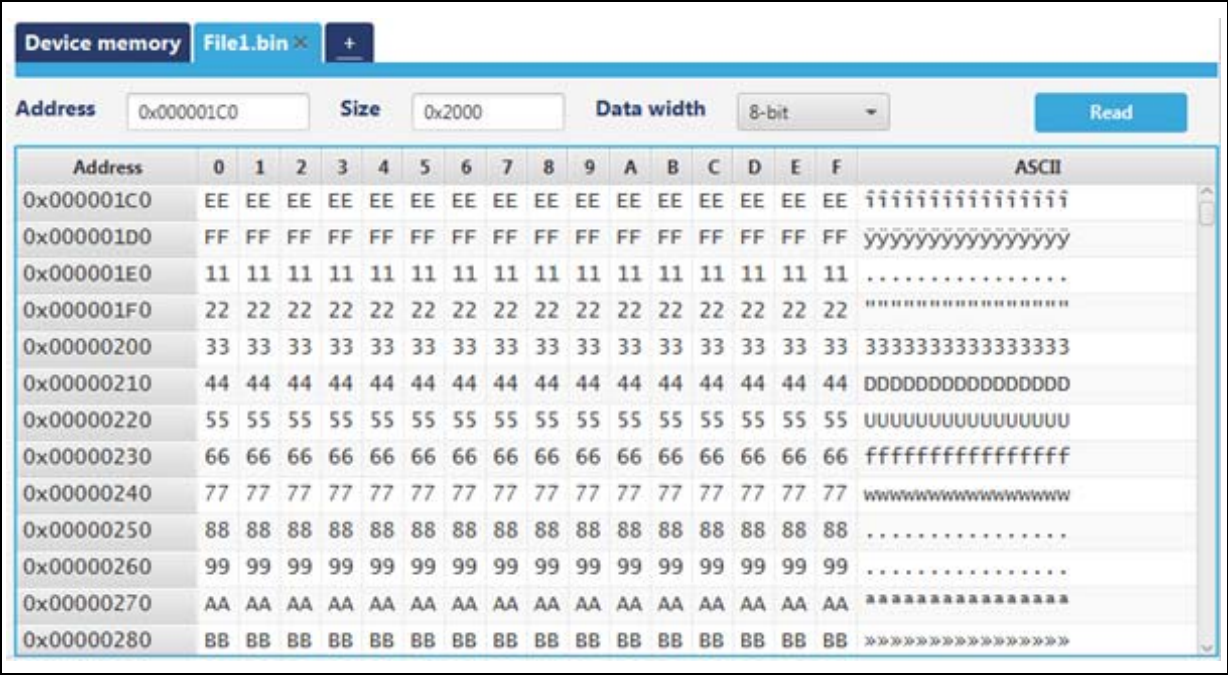 Device memory File1.bin × +
Address 0x000001C0 Size 0x2000 Data width 8-bit Read
Address 0 1 2 3 4 5 6 7 8 9 A B C D E F ASCII
0x000001C0 EE EE EE EE EE EE EE EE EE EE EE EE EE EE EE EE îîîîîîîîîîîîîîîî
0x000001D0 FF FF FF FF FF FF FF FF FF FF FF FF FF FF FF FF ÿÿÿÿÿÿÿÿÿÿÿÿÿÿÿÿ
0x000001E0 11 11 11 11 11 11 11 11 11 11 11 11 11 11 11 11 ................
0x000001F0 22 22 22 22 22 22 22 22 22 22 22 22 22 22 22 22 """"""""""""""""
0x00000200 33 33 33 33 33 33 33 33 33 33 33 33 33 33 33 33 3333333333333333
0x00000210 44 44 44 44 44 44 44 44 44 44 44 44 44 44 44 44 DDDDDDDDDDDDDDDD
0x00000220 55 55 55 55 55 55 55 55 55 55 55 55 55 55 55 55 UUUUUUUUUUUUUUUU
0x00000230 66 66 66 66 66 66 66 66 66 66 66 66 66 66 66 66 ffffffffffffffff
0x00000240 77 77 77 77 77 77 77 77 77 77 77 77 77 77 77 77 wwwwwwwwwwwwwwww
0x00000250 88 88 88 88 88 88 88 88 88 88 88 88 88 88 88 88 ................
0x00000260 99 99 99 99 99 99 99 99 99 99 99 99 99 99 99 99 ................
0x00000270 AA AA AA AA AA AA AA AA AA AA AA AA AA AA AA AA ªªªªªªªªªªªªªªªª
0x00000280 BB BB BB BB BB BB BB BB BB BB BB BB BB BB BB BB »»»»»»»»»»»»»»»»